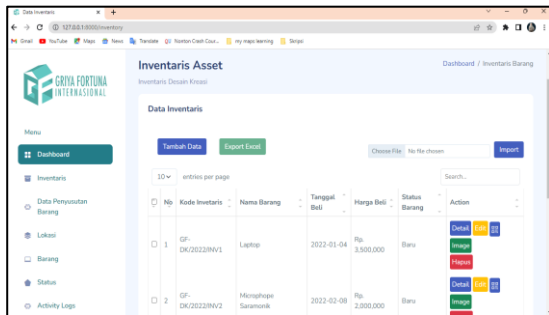 Data Inventaris
127.0.0.1:8000/inventory
Gmail YouTube Maps News Translate Norton Crash Cour... my maps learning Skripsi
GRIYA FORTUNA
INTERNASIONAL
Menu
Dashboard
Inventaris
Data Penyusutan
Barang
Lokasi
Barang
Status
Activity Logs
Inventaris Asset
Dashboard / Inventaris Barang
Inventaris Desain Kreasi
Data Inventaris
Tambah Data Export Excel
Choose File No file chosen Import
10 entries per page
Search...
No Kode Invetaris Nama Barang Tanggal Beli Harga Beli Status Barang Action
1 GF-OK/2022/INV1 Laptop 2022-01-04 Rp. 3,500,000 Baru
Detail Edit
Image
Hapus
2 GF-OK/2022/INV2 Microphope Saramonik 2022-02-08 Rp. 2,000,000 Baru
Detail Edit
Image
Hapus